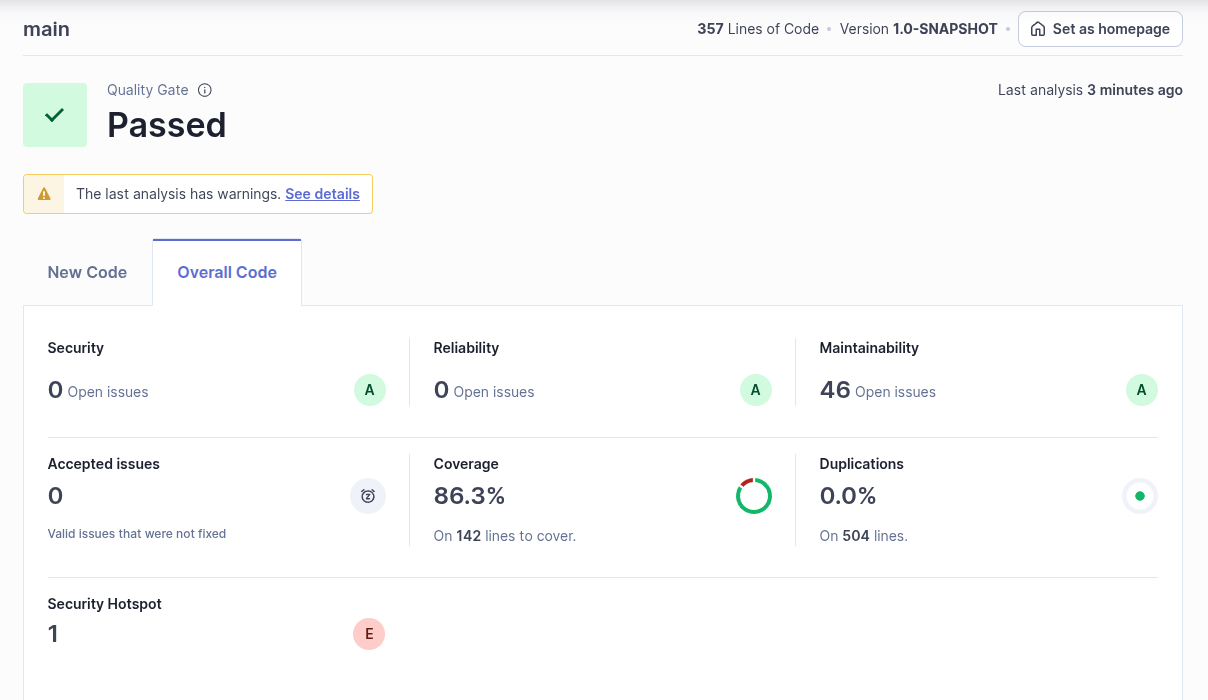 main
357 Lines of Code • Version 1.0-SNAPSHOT • Set as homepage
Quality Gate
Last analysis 3 minutes ago
Passed
The last analysis has warnings. See details
New Code Overall Code
Security Reliability Maintainability
0 Open issues A 0 Open issues A 46 Open issues A
Accepted issues Coverage Duplications
0 86.3% 0.0%
Valid issues that were not fixed On 142 lines to cover. On 504 lines.
Security Hotspot
1 E